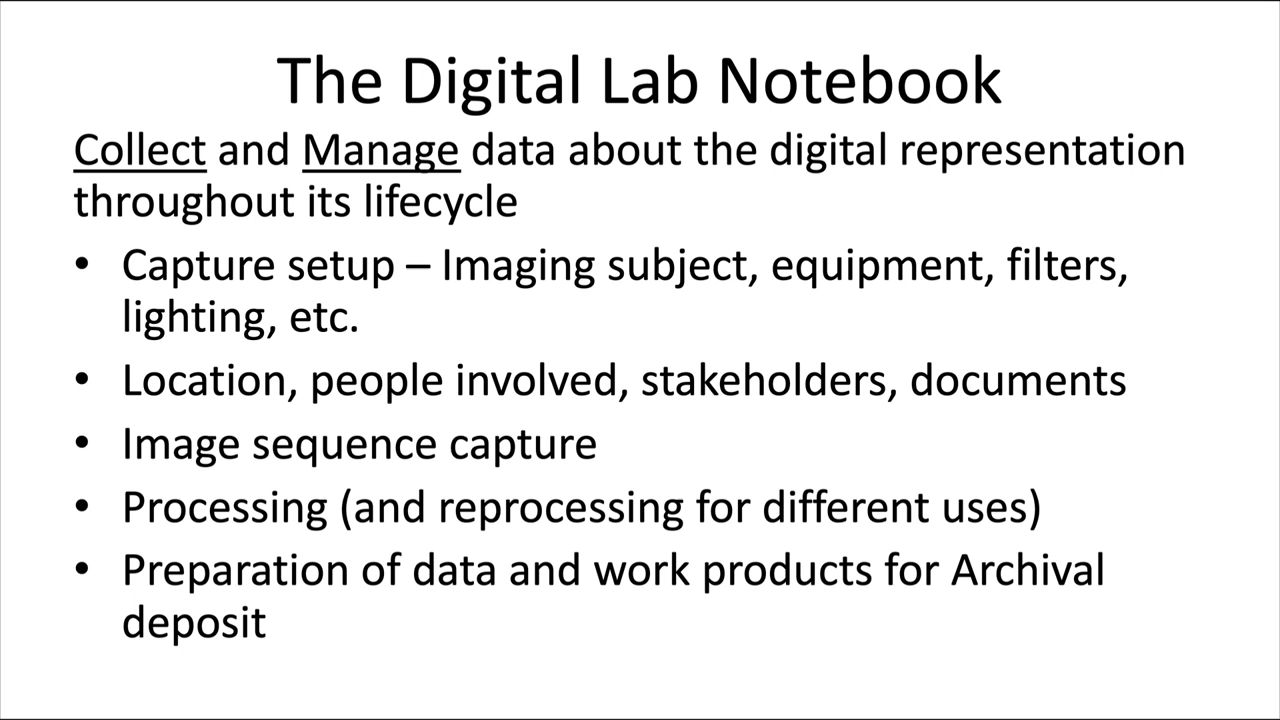 The Digital Lab Notebook
Collect and Manage data about the digital representation
throughout its lifecycle
• Capture setup – Imaging subject, equipment, filters,
lighting, etc.
• Location, people involved, stakeholders, documents
• Image sequence capture
• Processing (and reprocessing for different uses)
• Preparation of data and work products for Archival
deposit